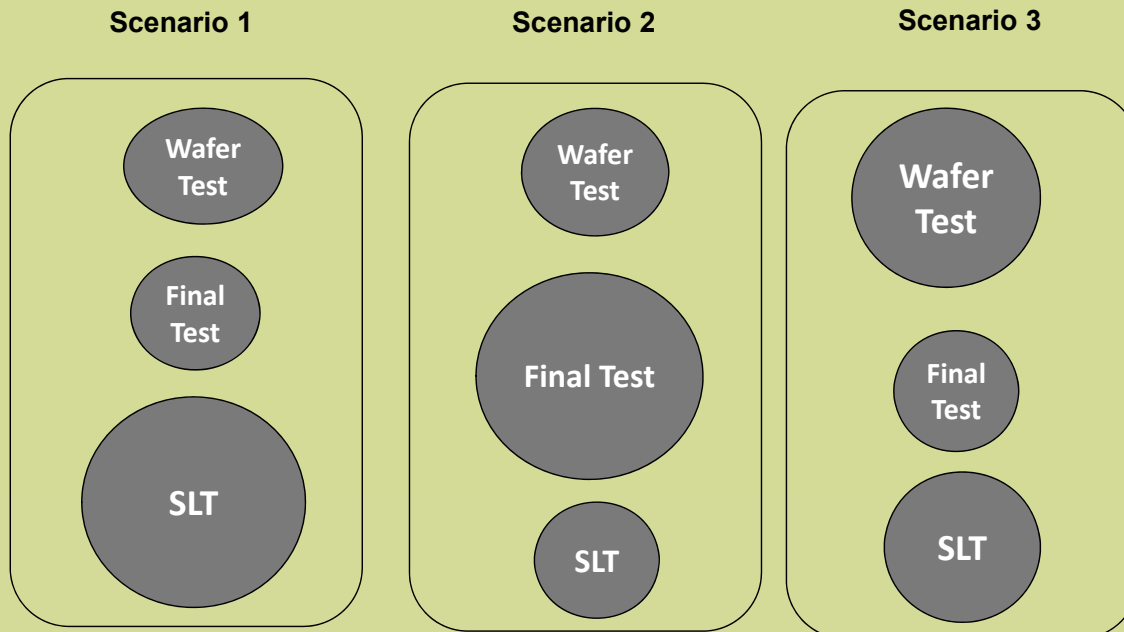 Scenario 1
Wafer
Test
Final
Test
SLT
Scenario 2
Wafer
Test
Final Test
SLT
Scenario 3
Wafer
Test
Final
Test
SLT